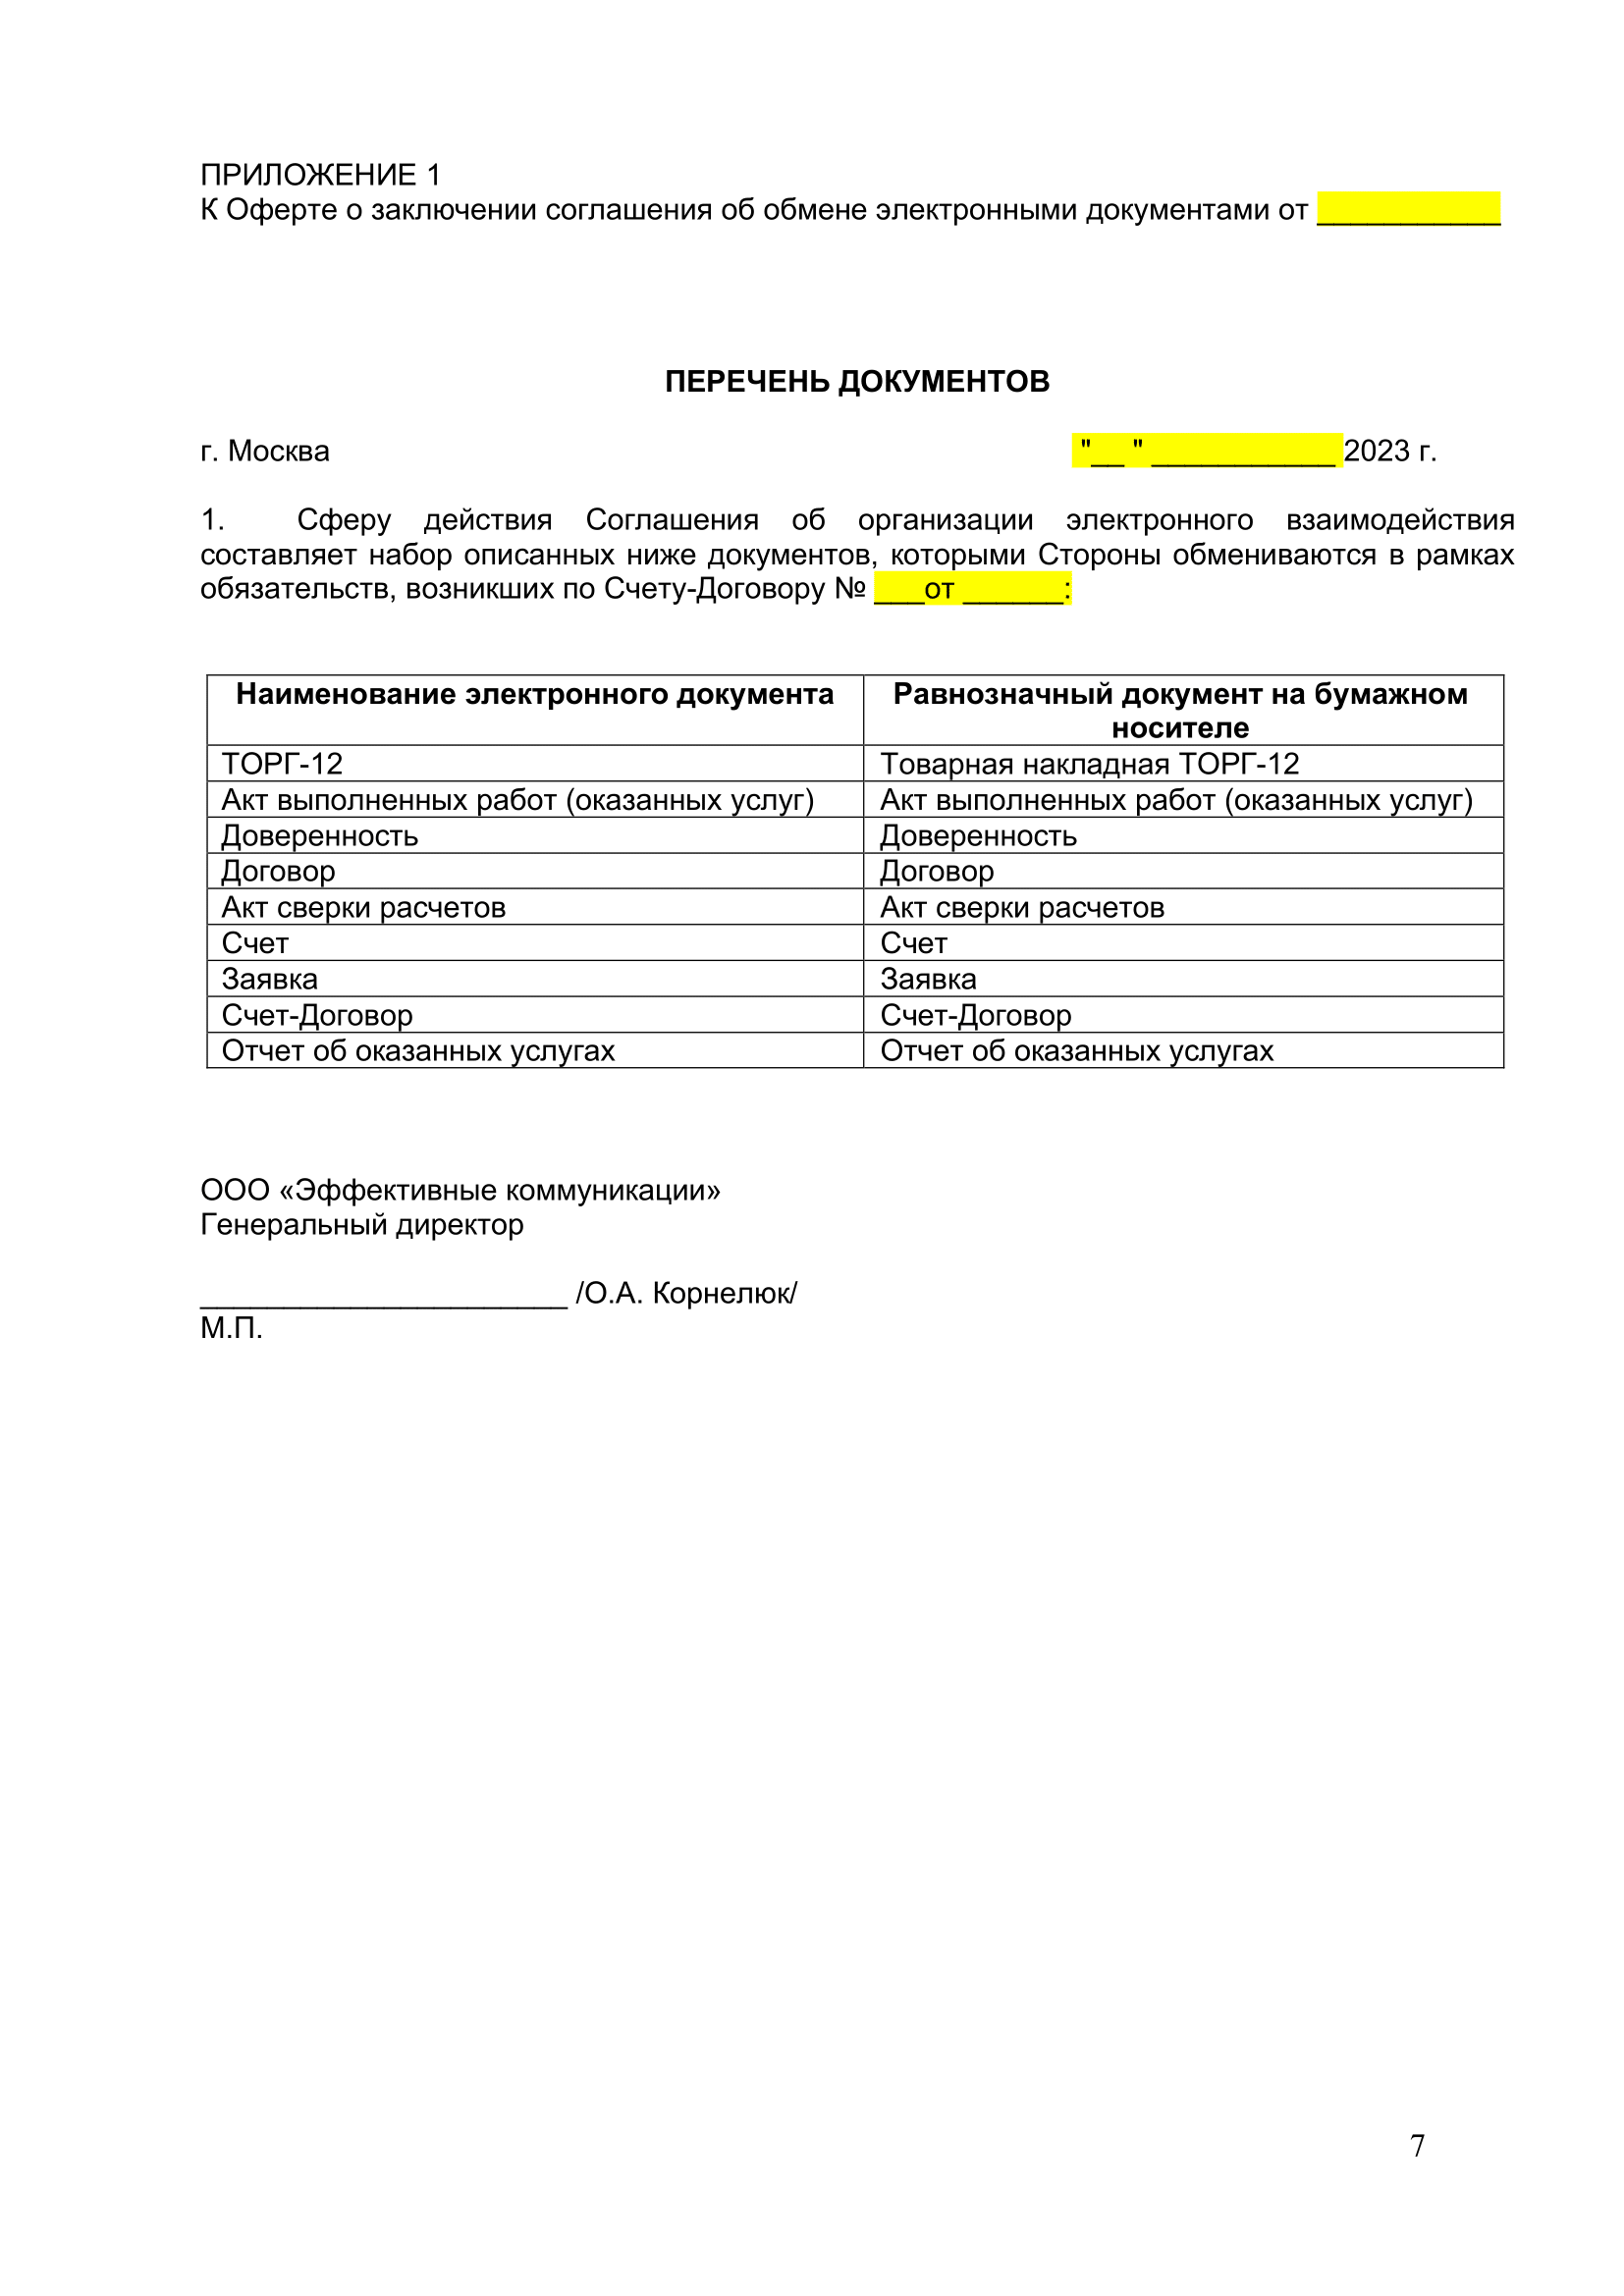 ПРИЛОЖЕНИЕ 1
К Оферте о заключении соглашения об обмене электронными документами от ___________
ПЕРЕЧЕНЬ ДОКУМЕНТОВ
г. Москва "__ " ___________ 2023 г.
1. Сферу действия Соглашения об организации электронного взаимодействия
составляет набор описанных ниже документов, которыми Стороны обмениваются в рамках
обязательств, возникших по Счету-Договору № ___от ______:
Наименование электронного документа Равнозначный документ на бумажном
носителе
ТОРГ-12 Товарная накладная ТОРГ-12
Акт выполненных работ (оказанных услуг) Акт выполненных работ (оказанных услуг)
Доверенность Доверенность
Договор Договор
Акт сверки расчетов Акт сверки расчетов
Счет Счет
Заявка Заявка
Счет-Договор Счет-Договор
Отчет об оказанных услугах Отчет об оказанных услугах
ООО «Эффективные коммуникации»
Генеральный директор
______________________ /О.А. Корнелюк/
М.П.
7